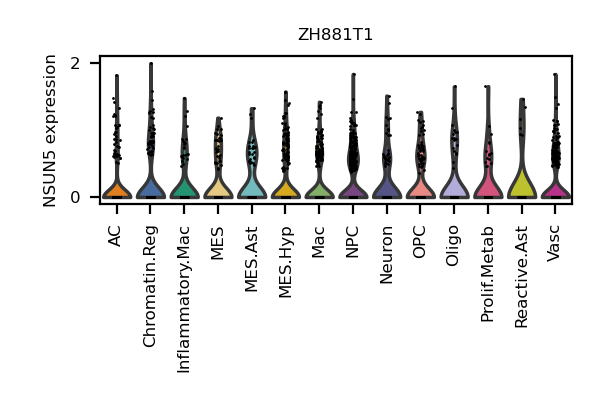 ZH881T1
NSUN5 expression
2
0
AC
Chromatin.Reg
Inflammatory.Mac
MES
MES.Ast
MES.Hyp
Mac
NPC
Neuron
OPC
Oligo
Prolif.Metab
Reactive.Ast
Vasc